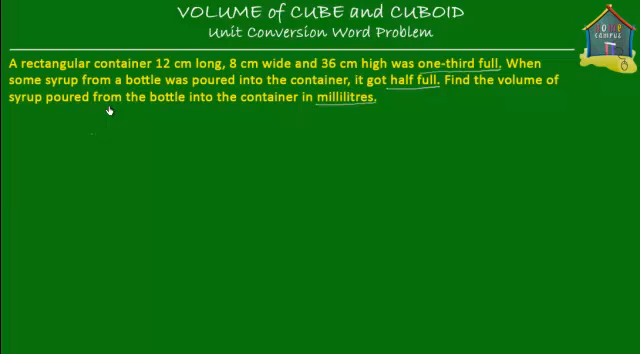 VOLUME of CUBE and CUBOID
Unit Conversion Word Problem
HOME
CAMPUS
A rectangular container 12 cm long, 8 cm wide and 36 cm high was one-third full. When
some syrup from a bottle was poured into the container, it got half full. Find the volume of
syrup poured from the bottle into the container in millilitres.